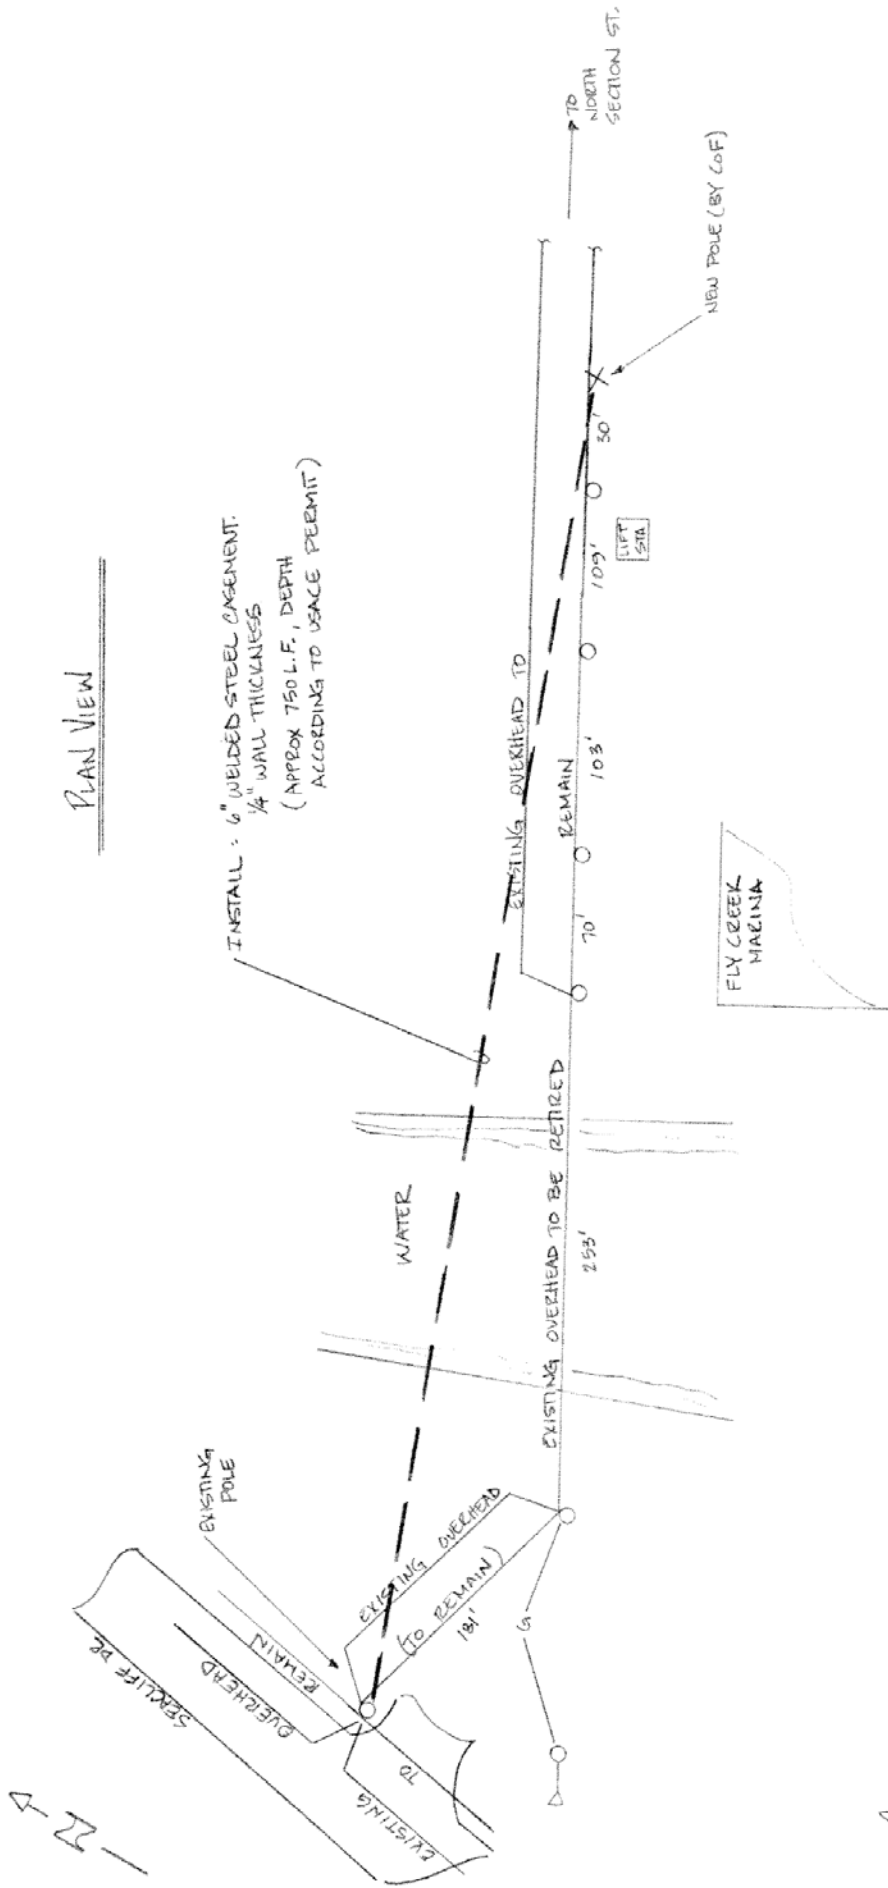 PLAN VIEW
INSTALL : 6" WELDED STEEL CASEMENT.
1/4" WALL THICKNESS
(APPROX 750 L.F., DEPTH
ACCORDING TO USACE PERMIT)
TO
NORTH
SECTION ST.
NEW POLE (BY COF)
30'
LIFT
STA
109'
103'
70'
EXISTING OVERHEAD TO
REMAIN
FLY CREEK
MARINA
WATER
EXISTING OVERHEAD TO BE RETIRED
253'
EXISTING
POLE
EXISTING OVERHEAD
(TO REMAIN)
181'
G
SEACLIFF DR
OVERHEAD
REMAIN
EXISTING
TO
N